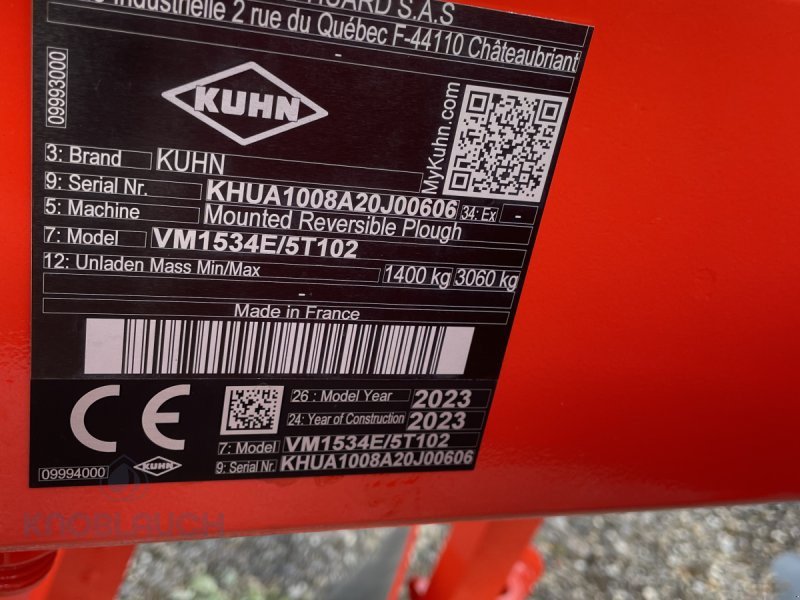 S.A.S
Industrielle 2 rue du Québec F-44110 Châteaubriant
-
09993000
KUHN
MyKuhn.com
3: Brand KUHN
9: Serial Nr. KHUA1008A20J00606 34: Ex -
5: Machine Mounted Reversible Plough
7: Model VM1534E/5T102
12: Unladen Mass Min/Max 1400 kg 3060 kg
-
Made in France
CE
26 : Model Year 2023
24: Year of Construction 2023
7: Model VM1534E/5T102
9: Serial Nr. KHUA1008A20J00606
09994000 KUHN
KNOBLAUCH